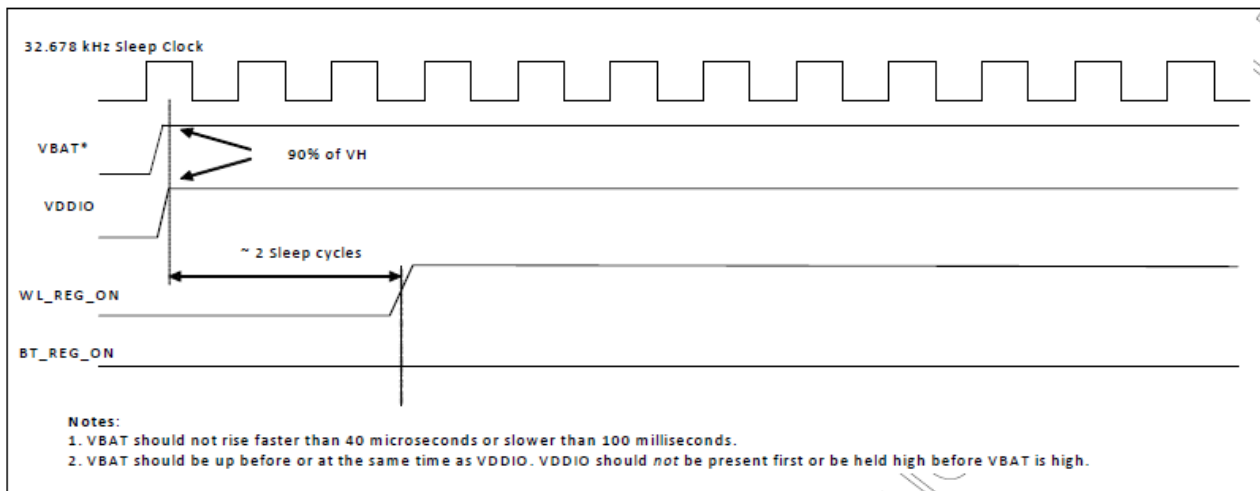 32.678 kHz Sleep Clock
VBAT*
90% of VH
VDDIO
~ 2 Sleep cycles
WL_REG_ON
BT_REG_ON
Notes:
1. VBAT should not rise faster than 40 microseconds or slower than 100 milliseconds.
2. VBAT should be up before or at the same time as VDDIO. VDDIO should not be present first or be held high before VBAT is high.